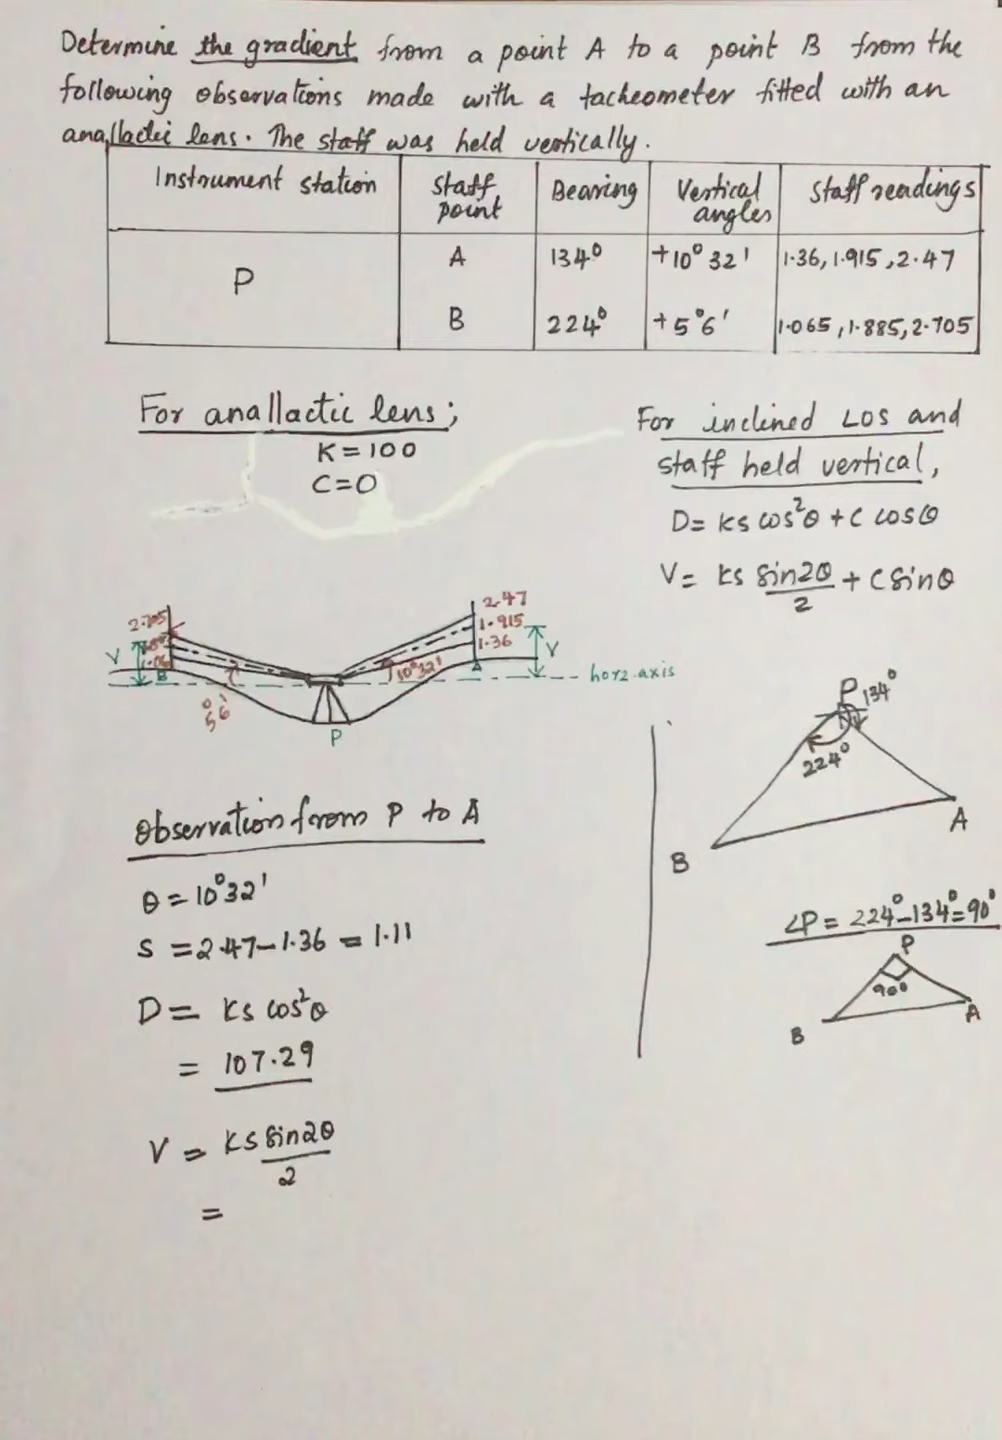 Determine the gradient from a point A to a point B from the
following observations made with a tacheometer fitted with an
anallactic lens. The staff was held vertically.
Instrument station Staff point Bearing Vertical angles Staff readings
P
A 134° +10°32' 1.36, 1.915, 2.47
B 224° +5°6' 1.065, 1.885, 2.705
For anallactic lens;
K = 100
C=0
For inclined LOS and
staff held vertical,
D= Ks cos²θ + C cosθ
V= Ks sin2θ/2 + C sinθ
2.705
V
B
5°6'
P
2.47
1.915
1.36
10°32'
A
V
horz-axis
P 134°
224°
B
A
Observation from P to A
θ = 10°32'
S = 2.47-1.36 = 1.11
D = Ks cos²θ
= 107.29
V = Ks sin2θ/2
=
∠P = 224°-134°=90°
P
90°
B
A